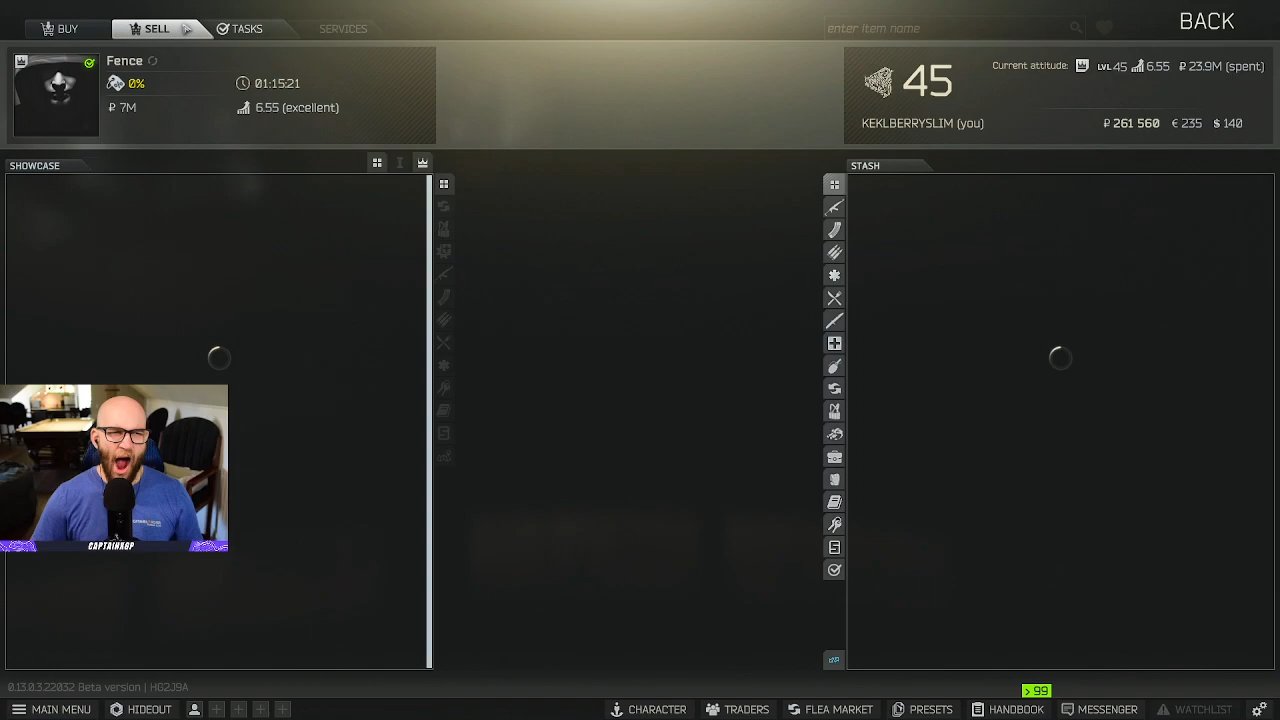 BUY
SELL
TASKS
SERVICES
enter item name
BACK
Fence
0%
01:15:21
₽ 7M
6.55 (excellent)
45
Current attitude: LVL 45 6.55 ₽ 23.9M (spent)
KEKLBERRYSLIM (you)
₽ 261 560 € 235 $ 140
SHOWCASE
STASH
CAPTAINXGP
0.13.0.3.22032 Beta version | HG2J9A
> 99
MAIN MENU
HIDEOUT
CHARACTER
TRADERS
FLEA MARKET
PRESETS
HANDBOOK
MESSENGER
WATCHLIST